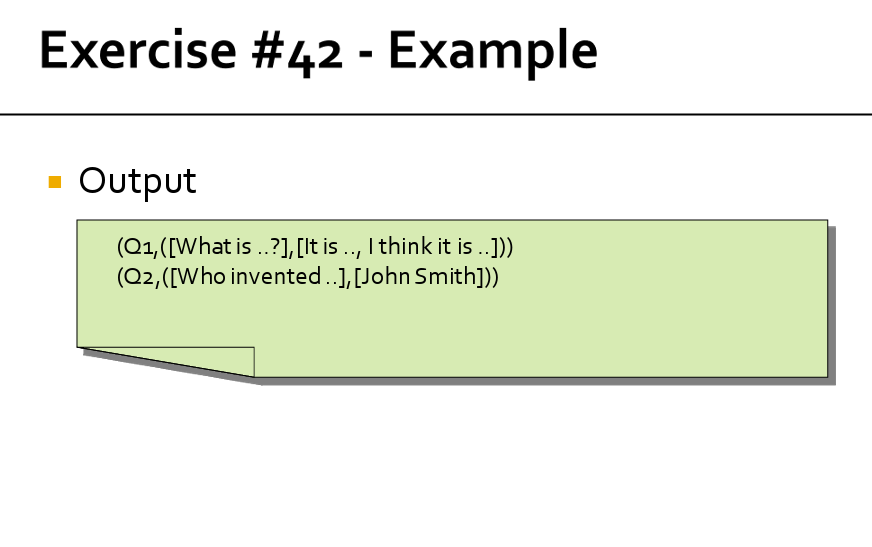 Exercise #42 - Example
Output
(Q1,([What is ..?],[It is .., I think it is ..]))
(Q2,([Who invented ..],[John Smith]))